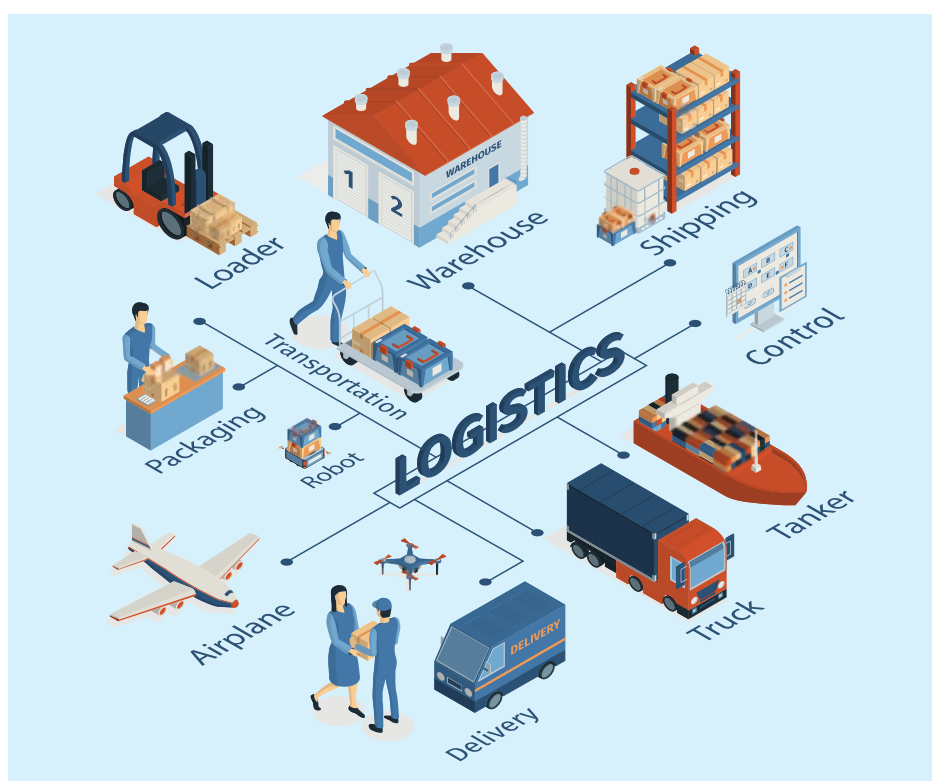 WAREHOUSE
1
2
Loader
Warehouse
Shipping
Control
A
B
C
D
E
F
Transportation
Packaging
Robot
LOGISTICS
Tanker
Airplane
Truck
DELIVERY
Delivery